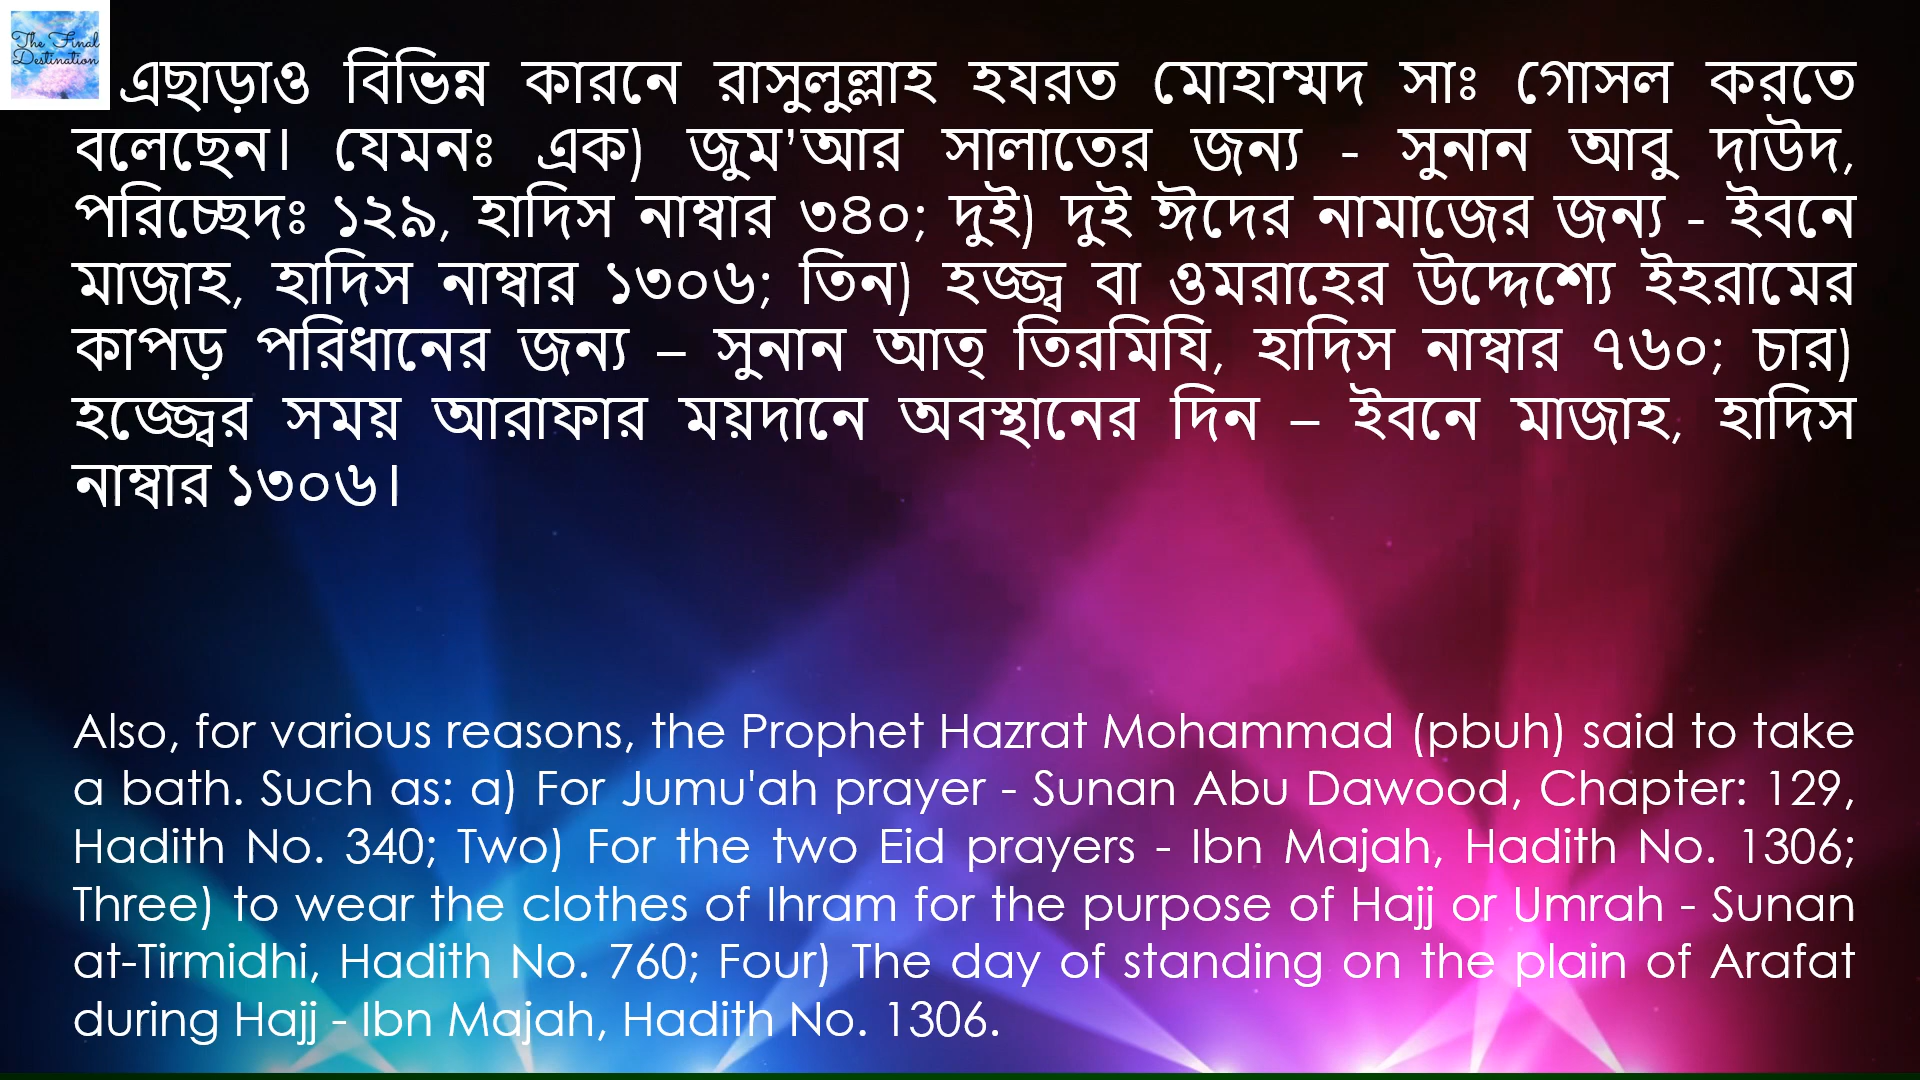 The Final
Destination
এছাড়াও বিভিন্ন কারনে রাসুলুল্লাহ হযরত মোহাম্মদ সাঃ গোসল করতে
বলেছেন। যেমনঃ এক) জুম’আর সালাতের জন্য - সুনান আবু দাউদ,
পরিচ্ছেদঃ ১২৯, হাদিস নাম্বার ৩৪০; দুই) দুই ঈদের নামাজের জন্য - ইবনে
মাজাহ, হাদিস নাম্বার ১৩০৬; তিন) হজ্জ্ব বা ওমরাহের উদ্দেশ্যে ইহরামের
কাপড় পরিধানের জন্য – সুনান আত্ তিরমিযি, হাদিস নাম্বার ৭৬০; চার)
হজ্জ্বের সময় আরাফার ময়দানে অবস্থানের দিন – ইবনে মাজাহ, হাদিস
নাম্বার ১৩০৬।
Also, for various reasons, the Prophet Hazrat Mohammad (pbuh) said to take
a bath. Such as: a) For Jumu'ah prayer - Sunan Abu Dawood, Chapter: 129,
Hadith No. 340; Two) For the two Eid prayers - Ibn Majah, Hadith No. 1306;
Three) to wear the clothes of Ihram for the purpose of Hajj or Umrah - Sunan
at-Tirmidhi, Hadith No. 760; Four) The day of standing on the plain of Arafat
during Hajj - Ibn Majah, Hadith No. 1306.